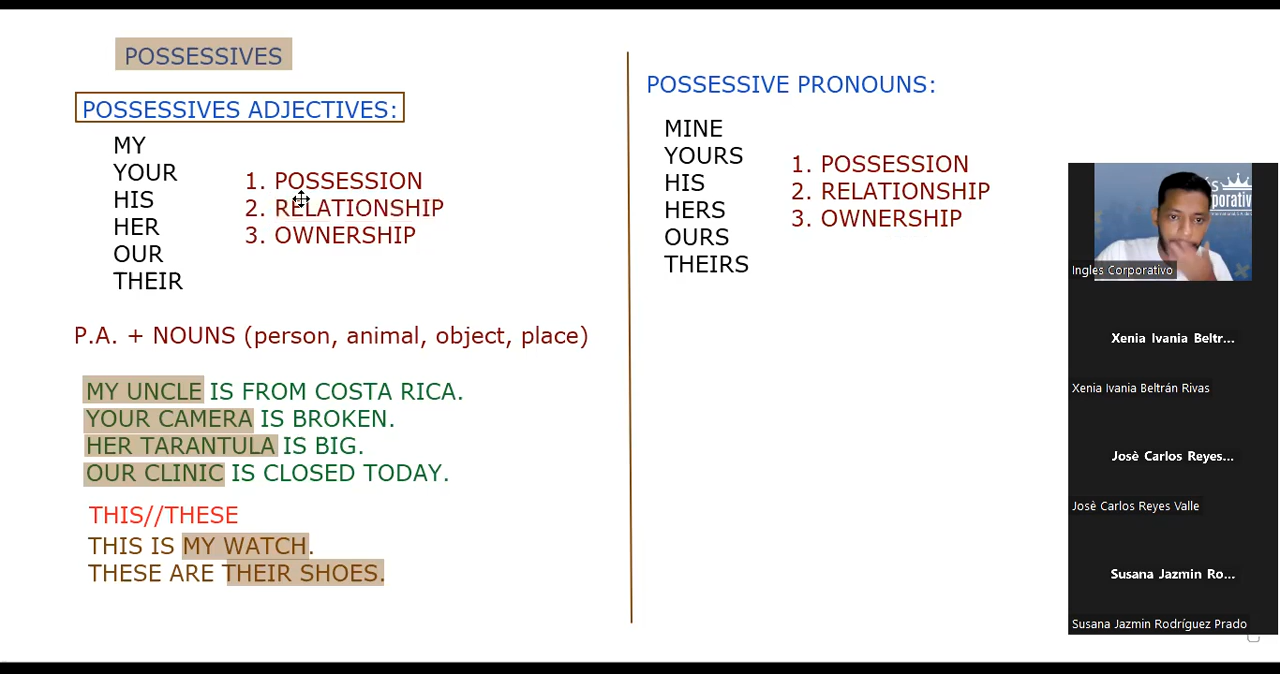 POSSESSIVES
POSSESSIVES ADJECTIVES:
MY
YOUR
HIS
HER
OUR
THEIR
1. POSSESSION
2. RELATIONSHIP
3. OWNERSHIP
P.A. + NOUNS (person, animal, object, place)
MY UNCLE IS FROM COSTA RICA.
YOUR CAMERA IS BROKEN.
HER TARANTULA IS BIG.
OUR CLINIC IS CLOSED TODAY.
THIS//THESE
THIS IS MY WATCH.
THESE ARE THEIR SHOES.
POSSESSIVE PRONOUNS:
MINE
YOURS
HIS
HERS
OURS
THEIRS
1. POSSESSION
2. RELATIONSHIP
3. OWNERSHIP
Ingles Corporativo
Xenia Ivania Beltr...
Xenia Ivania Beltrán Rivas
Josè Carlos Reyes...
Josè Carlos Reyes Valle
Susana Jazmin Ro...
Susana Jazmin Rodríguez Prado